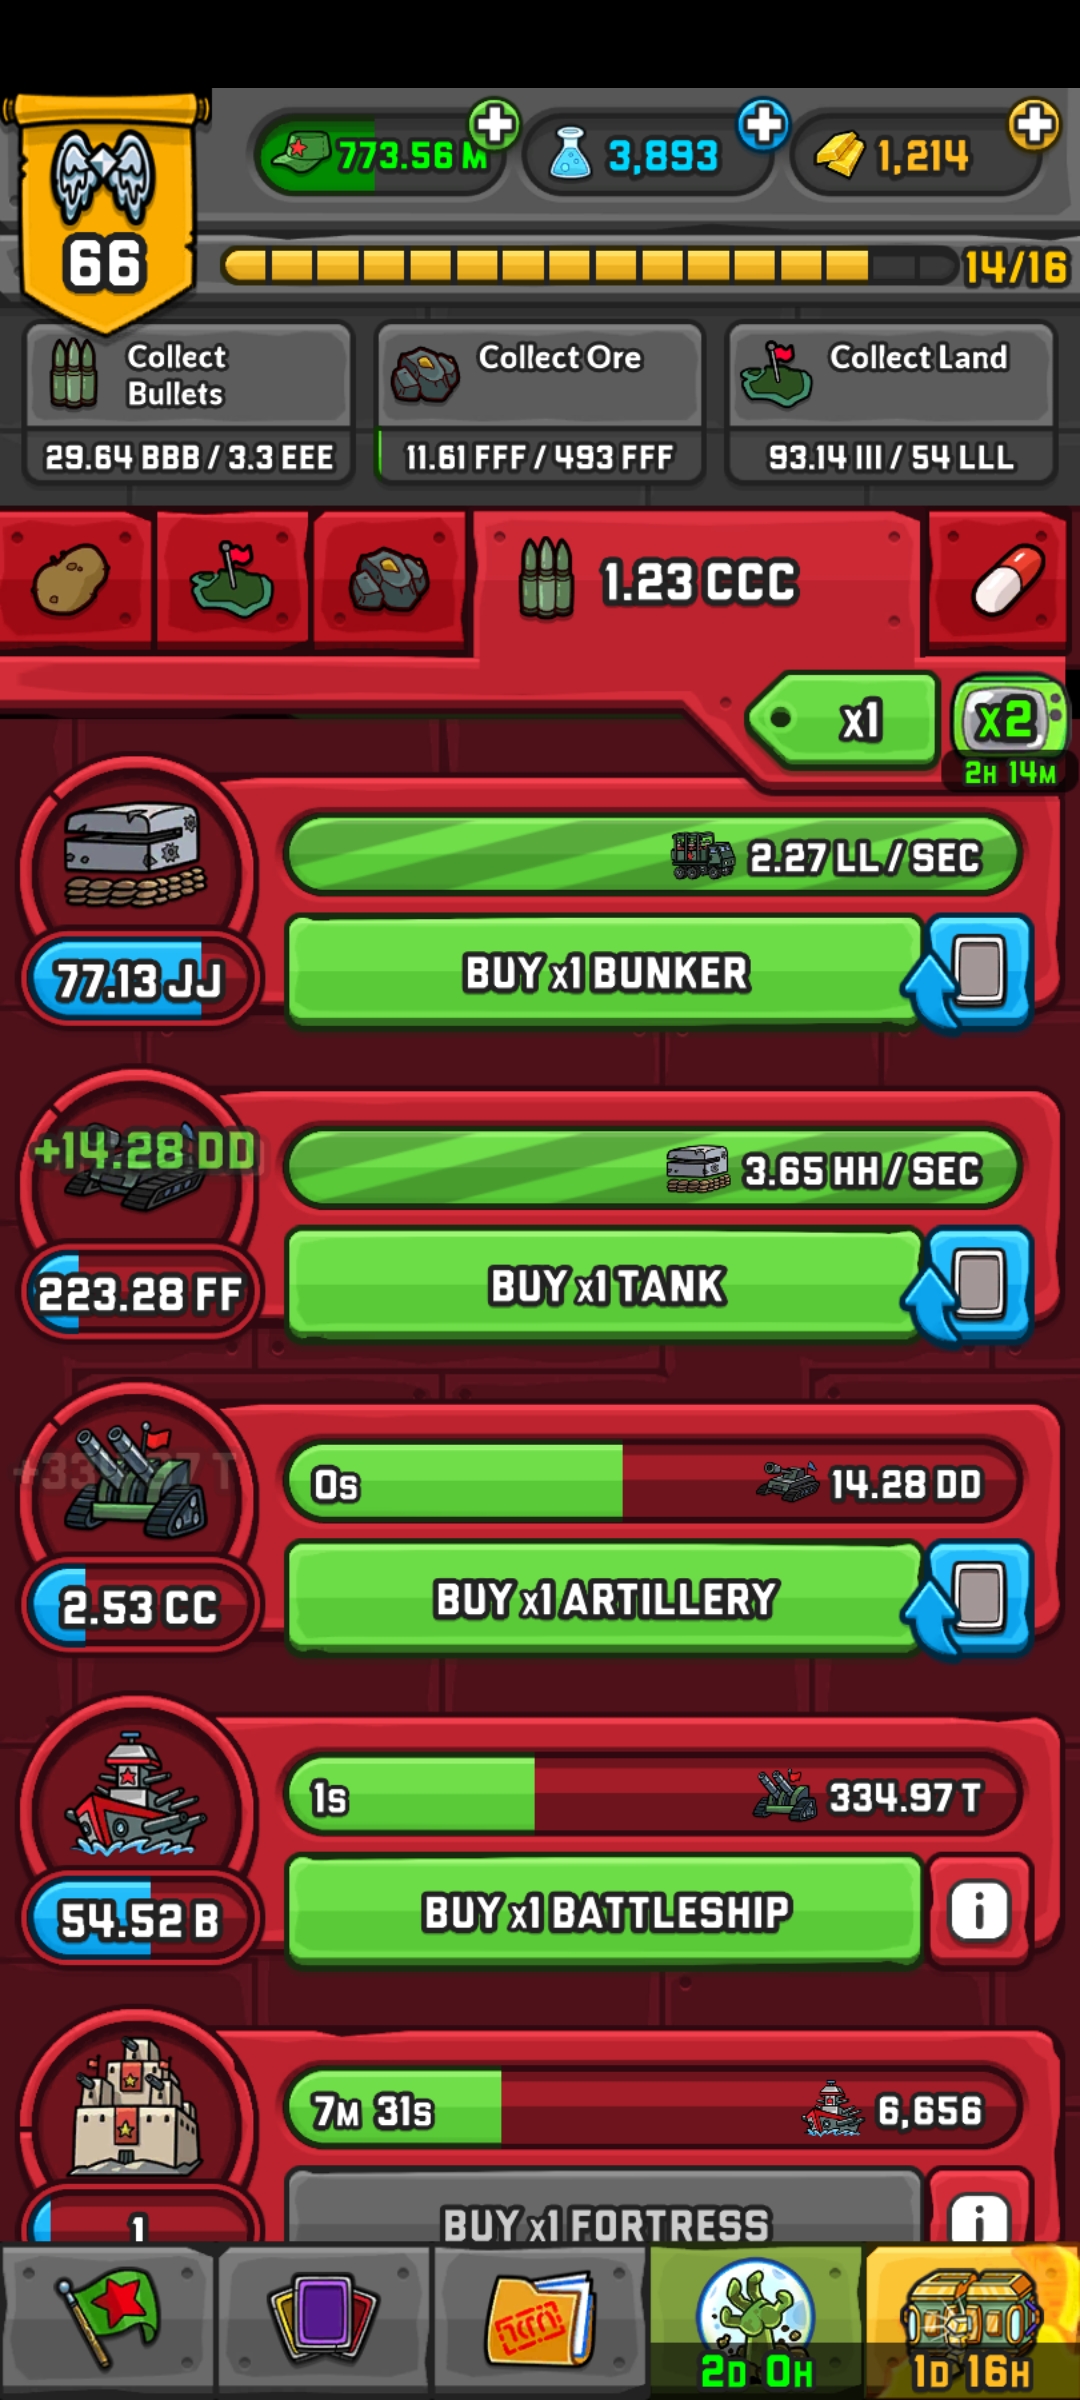 773.56 M
3,893
1,214
66
14/16
Collect
Bullets
Collect Ore
Collect Land
29.64 BBB / 3.3 EEE
11.61 FFF / 493 FFF
93.14 III / 54 LLL
1.23 CCC
x1
x2
2H 14M
2.27 LL / SEC
77.13 JJ
BUY x1 BUNKER
+14.28 DD
3.65 HH / SEC
223.28 FF
BUY x1 TANK
0s
14.28 DD
2.53 CC
BUY x1 ARTILLERY
1s
334.97 T
54.52 B
BUY x1 BATTLESHIP
i
7M 31s
6,656
1
BUY x1 FORTRESS
i
2D 0H
1D 16H